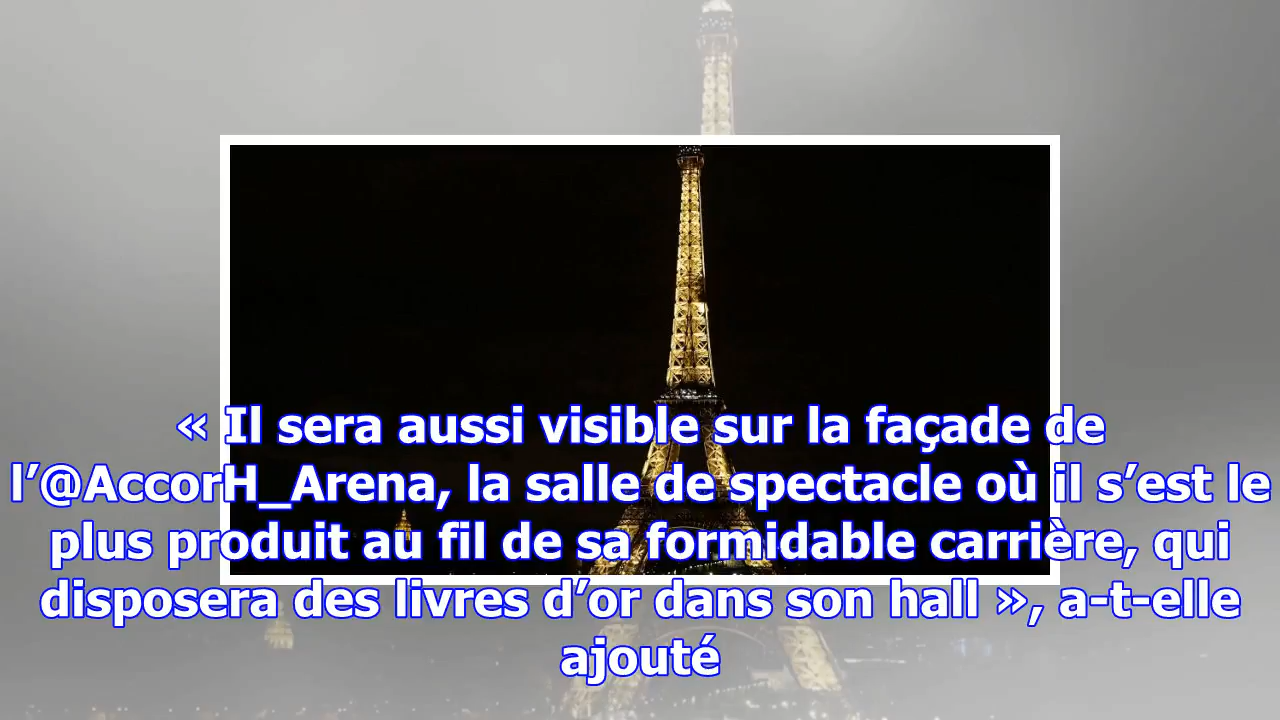 « Il sera aussi visible sur la façade de
l’@AccorH_Arena, la salle de spectacle où il s’est le
plus produit au fil de sa formidable carrière, qui
disposera des livres d’or dans son hall », a-t-elle
ajouté